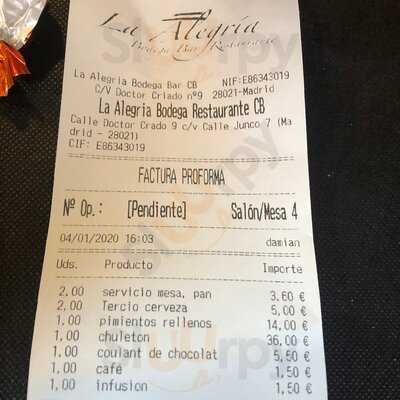 La Alegría
Bodega Bar Restaurante
La Alegria Bodega Bar CB NIF:E86343019
C/V Doctor Criado nº9 28021-Madrid
La Alegria Bodega Restaurante CB
Calle Doctor Crado 9 c/v Calle Junco 7 (Ma
drid - 28021)
CIF: E86343019
FACTURA PROFORMA
Nº Op.: [Pendiente] Salón/Mesa 4
04/01/2020 16:03 damian
Uds. Producto Importe
2,00 servicio mesa, pan 3,60 €
2,00 Tercio cerveza 5,00 €
1,00 pimientos rellenos 14,00 €
1,00 chuleton 36,00 €
1,00 coulant de chocolat 5,50 €
1,00 café 1,50 €
1,00 infusion 1,50 €